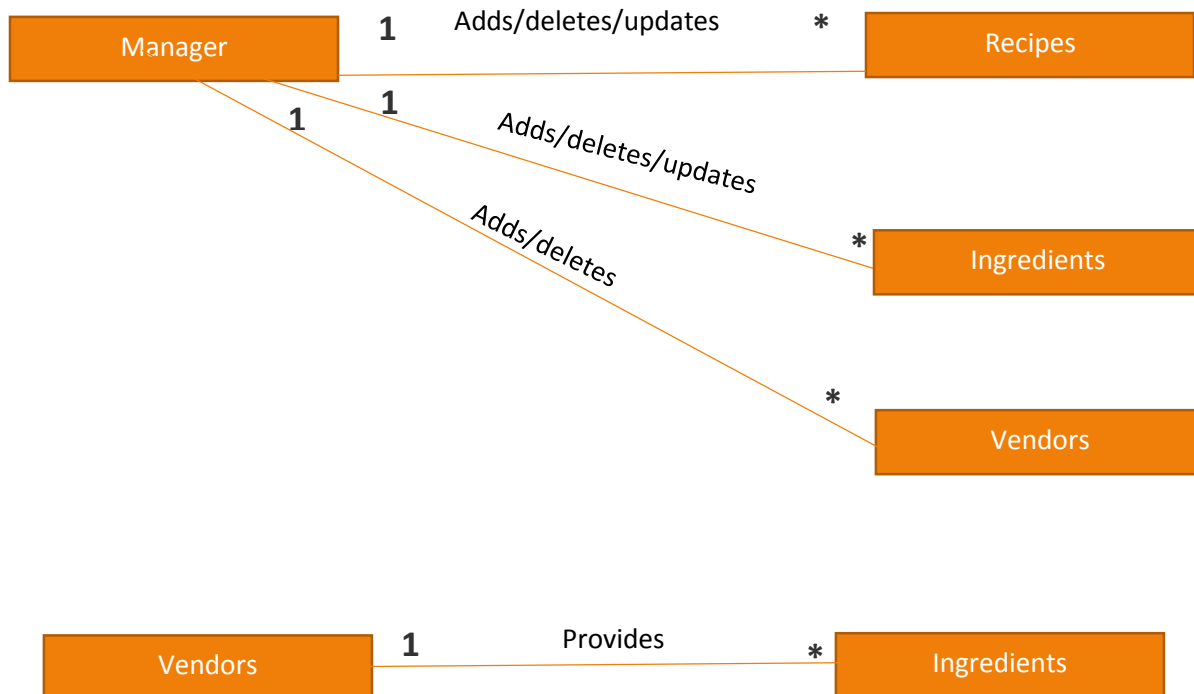 1 Adds/deletes/updates *
Manager
Recipes
1
1
Adds/deletes/updates
Adds/deletes
*
Ingredients
*
Vendors
1 Provides *
Vendors
Ingredients